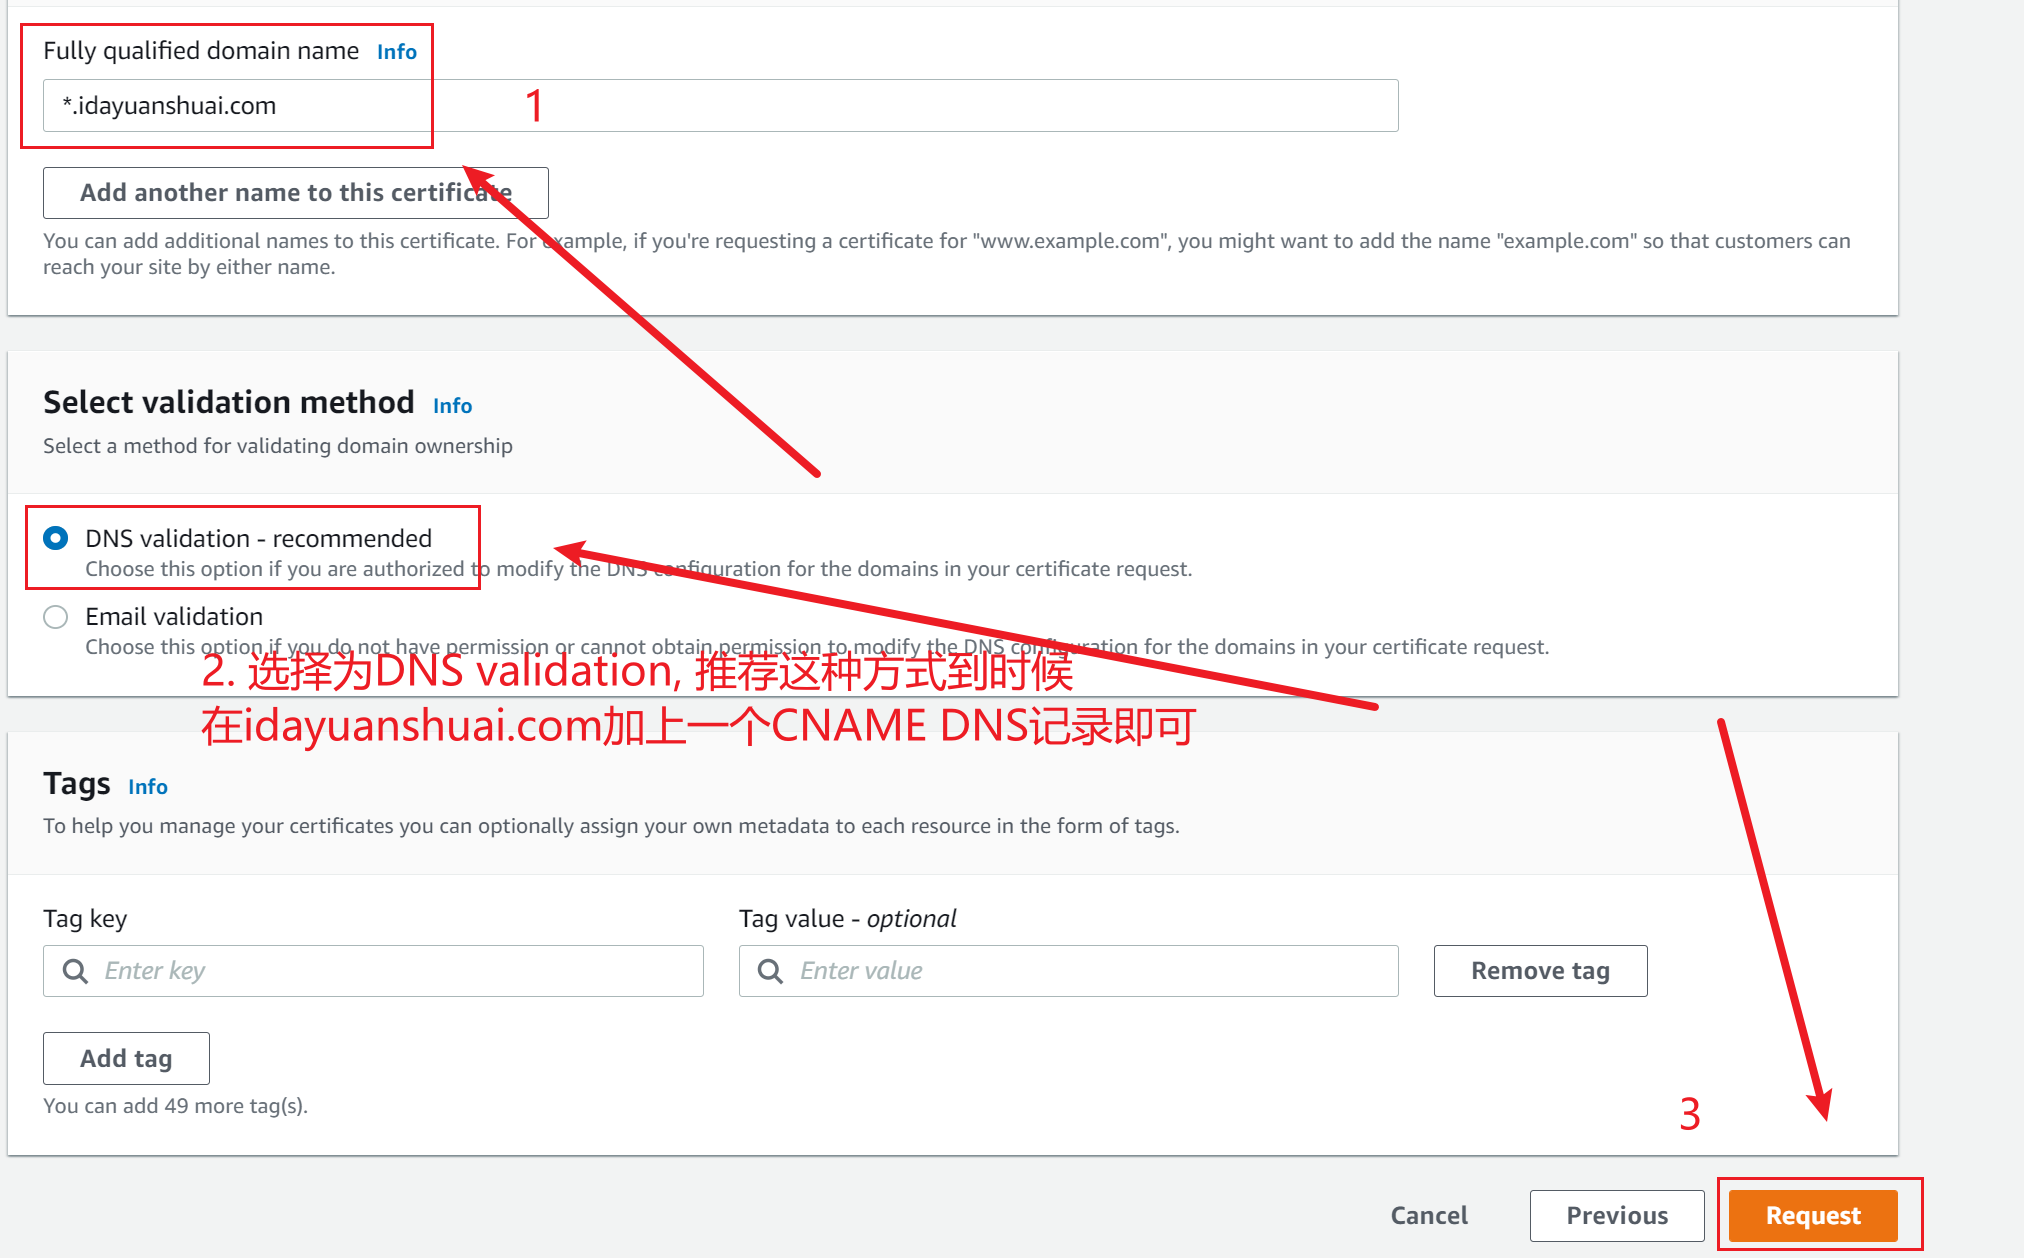 Fully qualified domain name Info
*.idayuanshuai.com
1
Add another name to this certificate
You can add additional names to this certificate. For example, if you're requesting a certificate for "www.example.com", you might want to add the name "example.com" so that customers can
reach your site by either name.
Select validation method Info
Select a method for validating domain ownership
DNS validation - recommended
Choose this option if you are authorized to modify the DNS configuration for the domains in your certificate request.
Email validation
Choose this option if you do not have permission or cannot obtain permission to modify the DNS configuration for the domains in your certificate request.
2. 选择为DNS validation, 推荐这种方式到时候
在idayuanshuai.com加上一个CNAME DNS记录即可
Tags Info
To help you manage your certificates you can optionally assign your own metadata to each resource in the form of tags.
Tag key
Tag value - optional
Enter key
Enter value
Remove tag
Add tag
You can add 49 more tag(s).
3
Cancel
Previous
Request